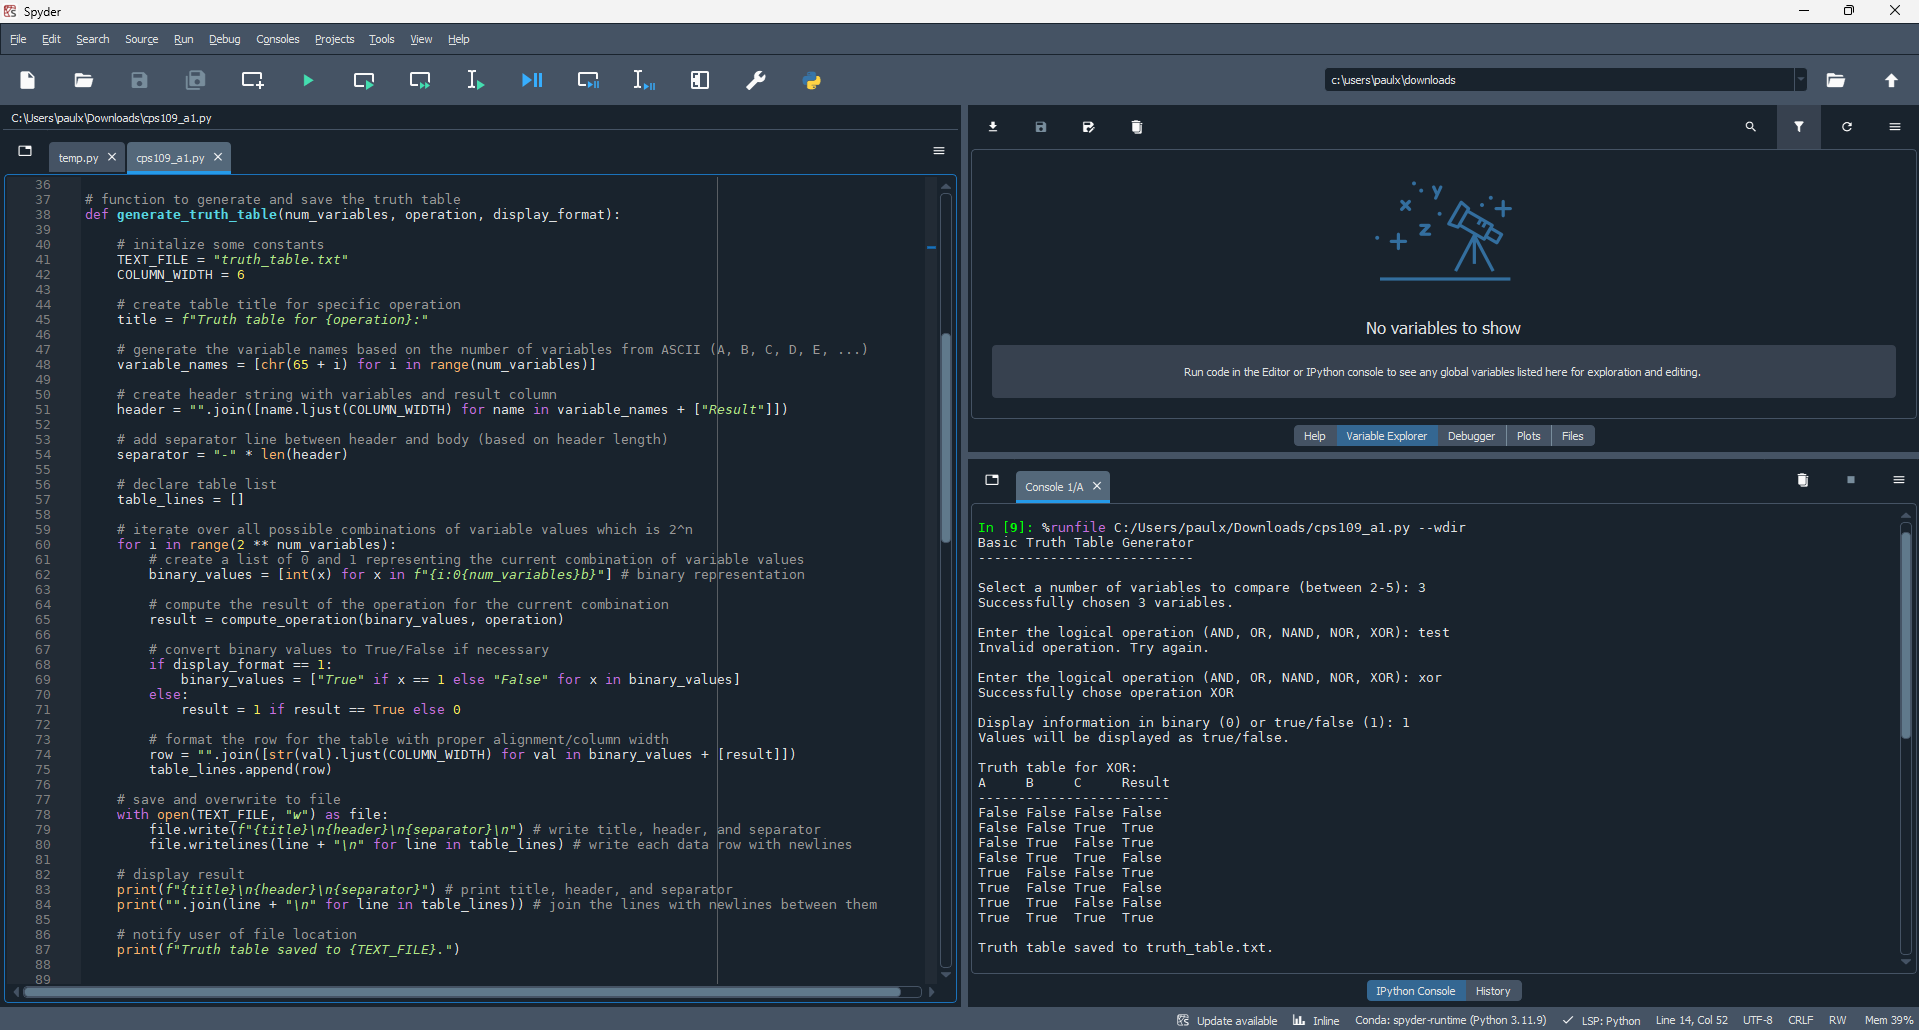 Spyder
File Edit Search Source Run Debug Consoles Projects Tools View Help
c:\users\paulx\downloads
C:\Users\paulx\Downloads\cps109_a1.py
temp.py cps109_a1.py
36
37 # function to generate and save the truth table
38 def generate_truth_table(num_variables, operation, display_format):
39
40 # initalize some constants
41 TEXT_FILE = "truth_table.txt"
42 COLUMN_WIDTH = 6
43
44 # create table title for specific operation
45 title = f"Truth table for {operation}:"
46
47 # generate the variable names based on the number of variables from ASCII (A, B, C, D, E, ...)
48 variable_names = [chr(65 + i) for i in range(num_variables)]
49
50 # create header string with variables and result column
51 header = "".join([name.ljust(COLUMN_WIDTH) for name in variable_names + ["Result"]])
52
53 # add separator line between header and body (based on header length)
54 separator = "-" * len(header)
55
56 # declare table list
57 table_lines = []
58
59 # iterate over all possible combinations of variable values which is 2^n
60 for i in range(2 ** num_variables):
61 # create a list of 0 and 1 representing the current combination of variable values
62 binary_values = [int(x) for x in f"{i:0{num_variables}b}"] # binary representation
63
64 # compute the result of the operation for the current combination
65 result = compute_operation(binary_values, operation)
66
67 # convert binary values to True/False if necessary
68 if display_format == 1:
69 binary_values = ["True" if x == 1 else "False" for x in binary_values]
70 else:
71 result = 1 if result == True else 0
72
73 # format the row for the table with proper alignment/column width
74 row = "".join([str(val).ljust(COLUMN_WIDTH) for val in binary_values + [result]])
75 table_lines.append(row)
76
77 # save and overwrite to file
78 with open(TEXT_FILE, "w") as file:
79 file.write(f"{title}\n{header}\n{separator}\n") # write title, header, and separator
80 file.writelines(line + "\n" for line in table_lines) # write each data row with newlines
81
82 # display result
83 print(f"{title}\n{header}\n{separator}") # print title, header, and separator
84 print("".join(line + "\n" for line in table_lines)) # join the lines with newlines between them
85
86 # notify user of file location
87 print(f"Truth table saved to {TEXT_FILE}.")
88
89
x y z
No variables to show
Run code in the Editor or IPython console to see any global variables listed here for exploration and editing.
Help Variable Explorer Debugger Plots Files
Console 1/A
In [9]: %runfile C:/Users/paulx/Downloads/cps109_a1.py --wdir
Basic Truth Table Generator
---------------------------
Select a number of variables to compare (between 2-5): 3
Successfully chosen 3 variables.
Enter the logical operation (AND, OR, NAND, NOR, XOR): test
Invalid operation. Try again.
Enter the logical operation (AND, OR, NAND, NOR, XOR): xor
Successfully chose operation XOR
Display information in binary (0) or true/false (1): 1
Values will be displayed as true/false.
Truth table for XOR:
A B C Result
------------------------
False False False False
False False True True
False True False True
False True True False
True False False True
True False True False
True True False False
True True True True
Truth table saved to truth_table.txt.
IPython Console History
Update available Inline Conda: spyder-runtime (Python 3.11.9) LSP: Python Line 14, Col 52 UTF-8 CRLF RW Mem 39%